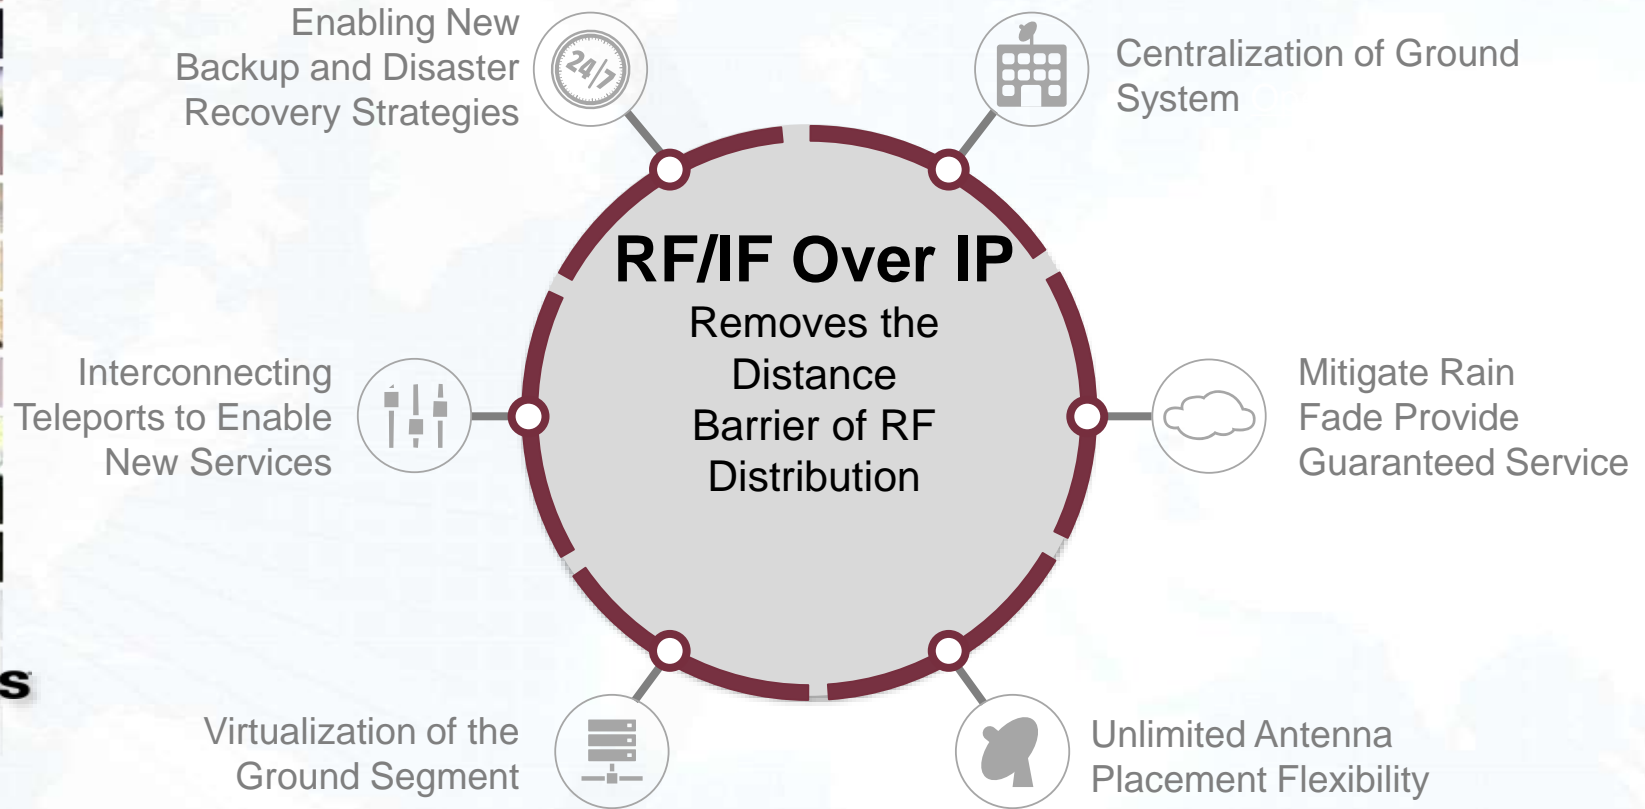 Enabling New
Backup and Disaster
Recovery Strategies
24/7
Centralization of Ground
System
RF/IF Over IP
Removes the
Distance
Barrier of RF
Distribution
Interconnecting
Teleports to Enable
New Services
Mitigate Rain
Fade Provide
Guaranteed Service
Virtualization of the
Ground Segment
Unlimited Antenna
Placement Flexibility
s